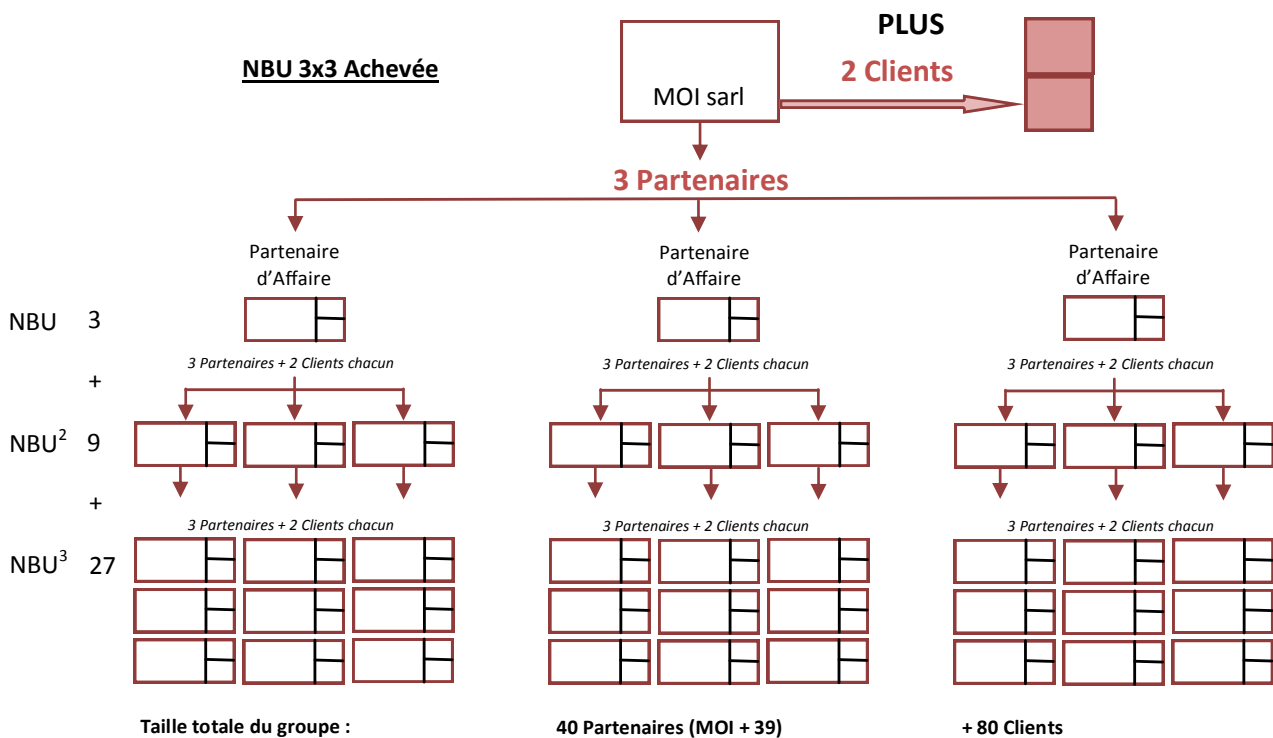 PLUS
NBU 3x3 Achevée
2 Clients
MOI sarl
3 Partenaires
Partenaire
d’Affaire
Partenaire
d’Affaire
Partenaire
d’Affaire
NBU 3
3 Partenaires + 2 Clients chacun
3 Partenaires + 2 Clients chacun
3 Partenaires + 2 Clients chacun
+
NBU² 9
+
3 Partenaires + 2 Clients chacun
3 Partenaires + 2 Clients chacun
3 Partenaires + 2 Clients chacun
NBU³ 27
Taille totale du groupe : 40 Partenaires (MOI + 39) + 80 Clients